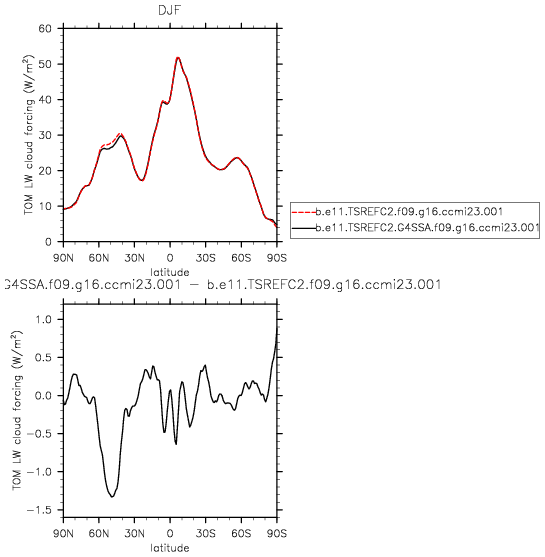 DJF
60
50
40
30
20
10
0
TOM LW cloud forcing (W/m²)
90N 60N 30N 0 30S 60S 90S
latitude
b.e11.TSREFC2.f09.g16.ccmi23.001
b.e11.TSREFC2.G4SSA.f09.g16.ccmi23.001
G4SSA.f09.g16.ccmi23.001 − b.e11.TSREFC2.f09.g16.ccmi23.001
1.0
0.5
0.0
−0.5
−1.0
−1.5
TOM LW cloud forcing (W/m²)
90N 60N 30N 0 30S 60S 90S
latitude